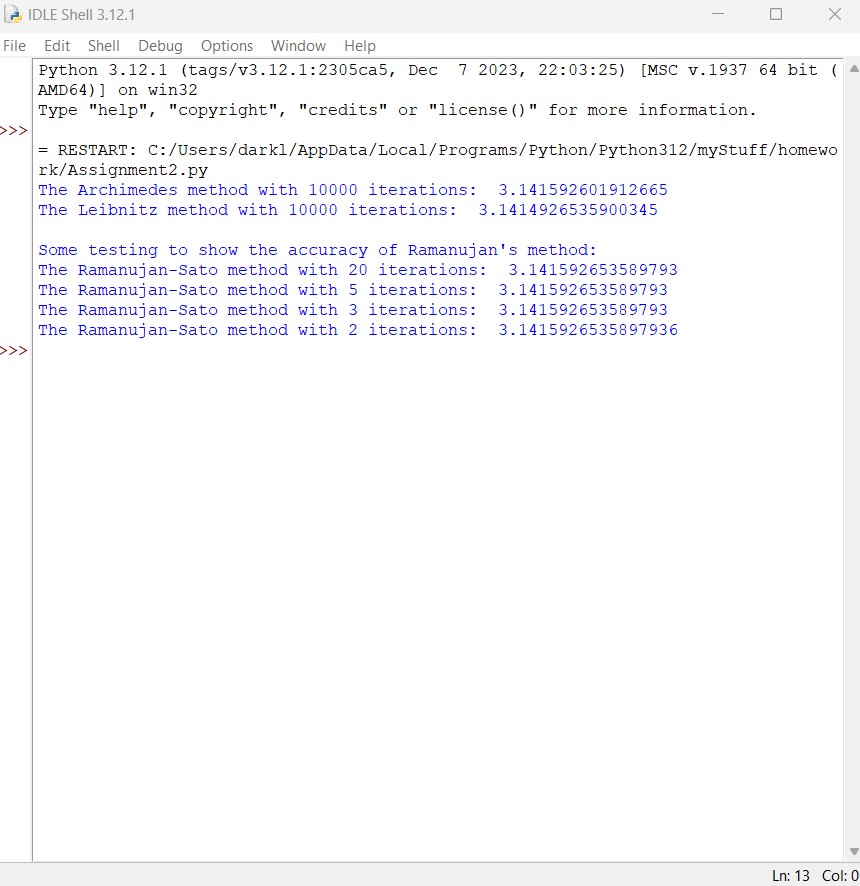 IDLE Shell 3.12.1
File Edit Shell Debug Options Window Help
Python 3.12.1 (tags/v3.12.1:2305ca5, Dec  7 2023, 22:03:25) [MSC v.1937 64 bit (
AMD64)] on win32
Type "help", "copyright", "credits" or "license()" for more information.
>>>
= RESTART: C:/Users/darkl/AppData/Local/Programs/Python/Python312/myStuff/homewo
rk/Assignment2.py
The Archimedes method with 10000 iterations:  3.141592601912665
The Leibnitz method with 10000 iterations:  3.1414926535900345
Some testing to show the accuracy of Ramanujan's method:
The Ramanujan-Sato method with 20 iterations:  3.141592653589793
The Ramanujan-Sato method with 5 iterations:  3.141592653589793
The Ramanujan-Sato method with 3 iterations:  3.141592653589793
The Ramanujan-Sato method with 2 iterations:  3.1415926535897936
>>>
Ln: 13 Col: 0